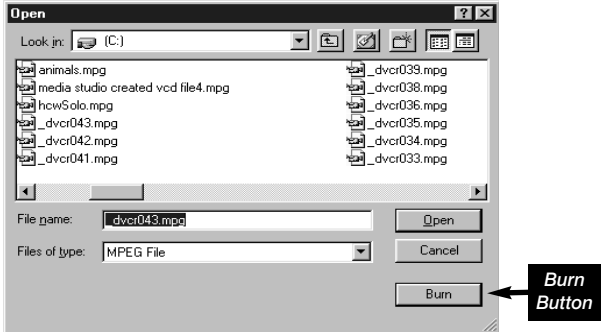 Open
Look in: (C:)
animals.mpg
media studio created vcd file4.mpg
hcwSolo.mpg
_dvcr043.mpg
_dvcr042.mpg
_dvcr041.mpg
_dvcr039.mpg
_dvcr038.mpg
_dvcr036.mpg
_dvcr035.mpg
_dvcr034.mpg
_dvcr033.mpg
File name: _dvcr043.mpg
Open
Files of type: MPEG File
Cancel
Burn
Burn
Button